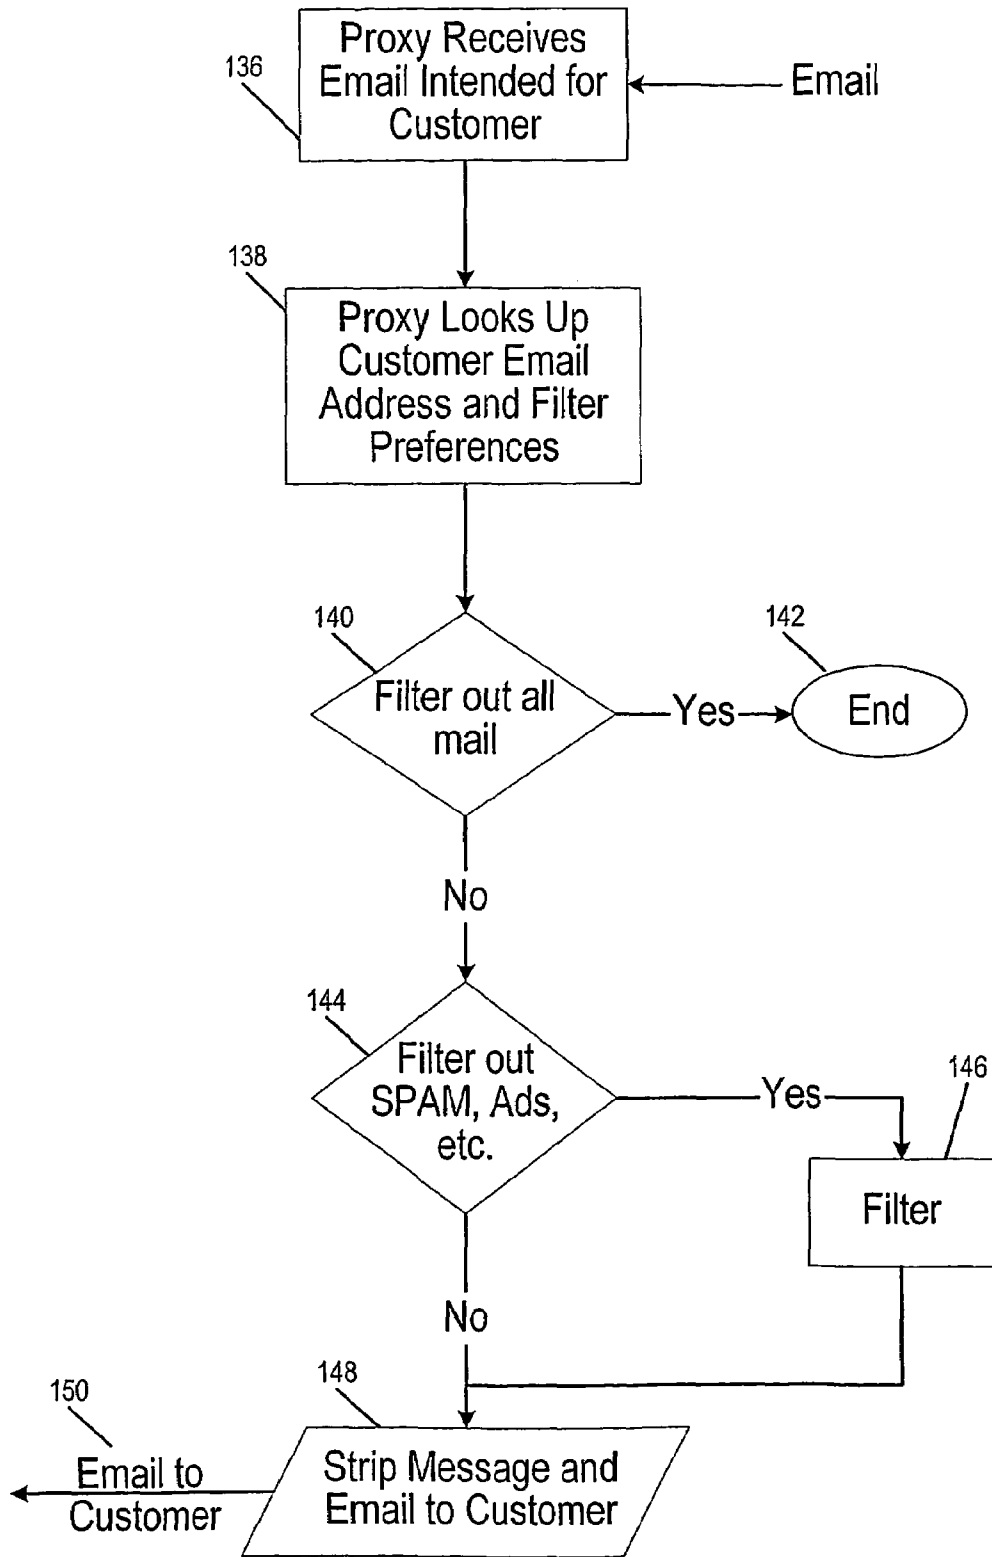 Proxy Receives
Email Intended for
Customer
136
Email
138
Proxy Looks Up
Customer Email
Address and Filter
Preferences
140
Filter out all
mail
Yes
142
End
No
144
Filter out
SPAM, Ads,
etc.
Yes
146
Filter
No
148
Strip Message and
Email to Customer
150
Email to
Customer